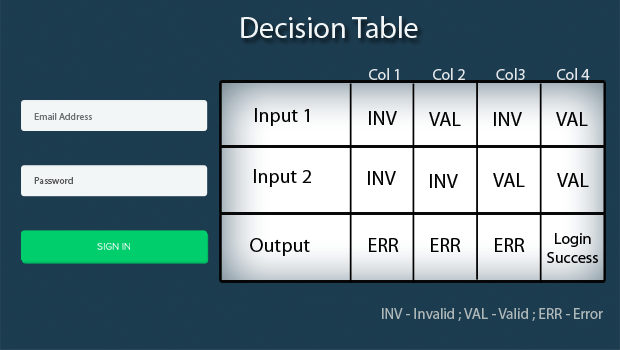 Decision Table
Col 1 Col 2 Col3 Col 4
Email Address
Password
SIGN IN
Input 1 INV VAL INV VAL
Input 2 INV INV VAL VAL
Output ERR ERR ERR Login Success
INV - Invalid ; VAL - Valid ; ERR - Error